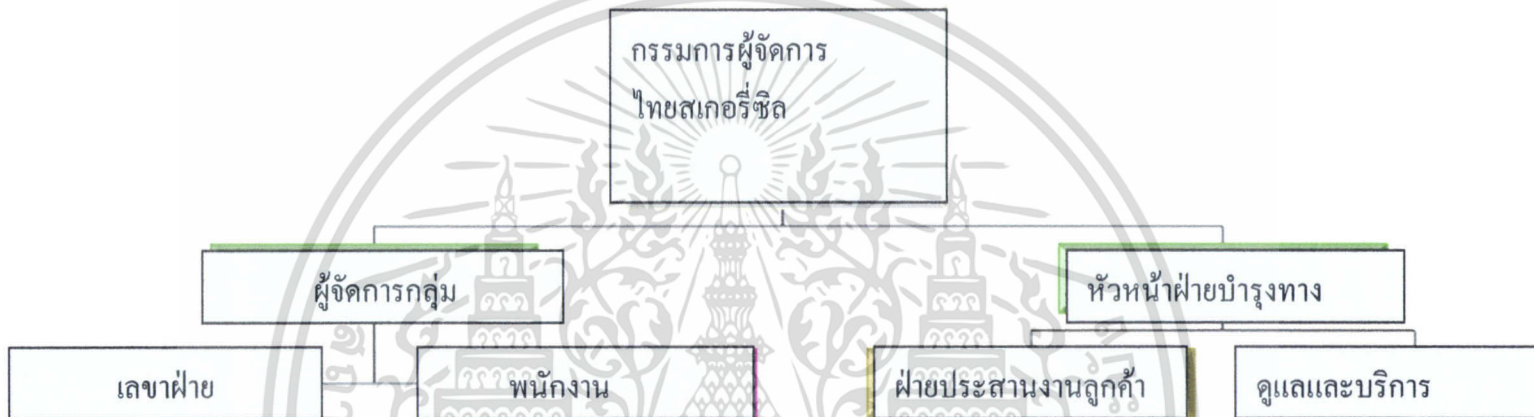 กรรมการผู้จัดการ
ไทยสเกอรี่ซิล
ผู้จัดการกลุ่ม
หัวหน้าฝ่ายบำรุงทาง
เลขาฝ่าย
พนักงาน
ฝ่ายประสานงานลูกค้า
ดูแลและบริการ